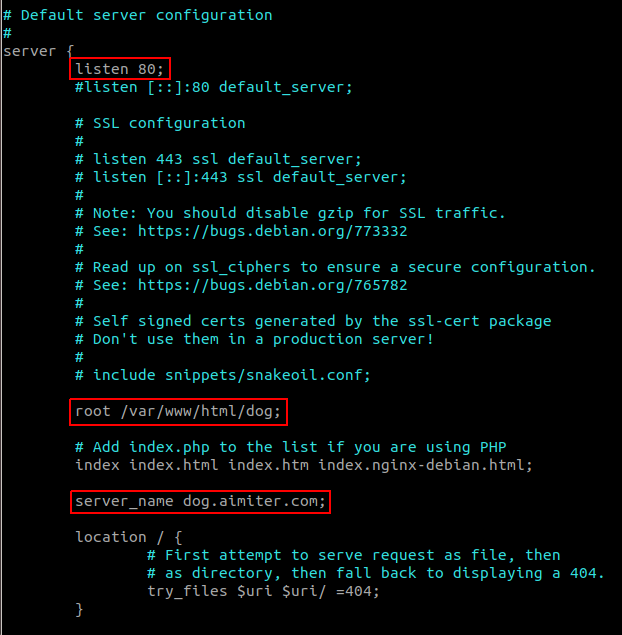 # Default server configuration
#
server {
listen 80;
#listen [::]:80 default_server;
# SSL configuration
#
# listen 443 ssl default_server;
# listen [::]:443 ssl default_server;
#
# Note: You should disable gzip for SSL traffic.
# See: https://bugs.debian.org/773332
#
# Read up on ssl_ciphers to ensure a secure configuration.
# See: https://bugs.debian.org/765782
#
# Self signed certs generated by the ssl-cert package
# Don't use them in a production server!
#
# include snippets/snakeoil.conf;
root /var/www/html/dog;
# Add index.php to the list if you are using PHP
index index.html index.htm index.nginx-debian.html;
server_name dog.aimiter.com;
location / {
# First attempt to serve request as file, then
# as directory, then fall back to displaying a 404.
try_files $uri $uri/ =404;
}